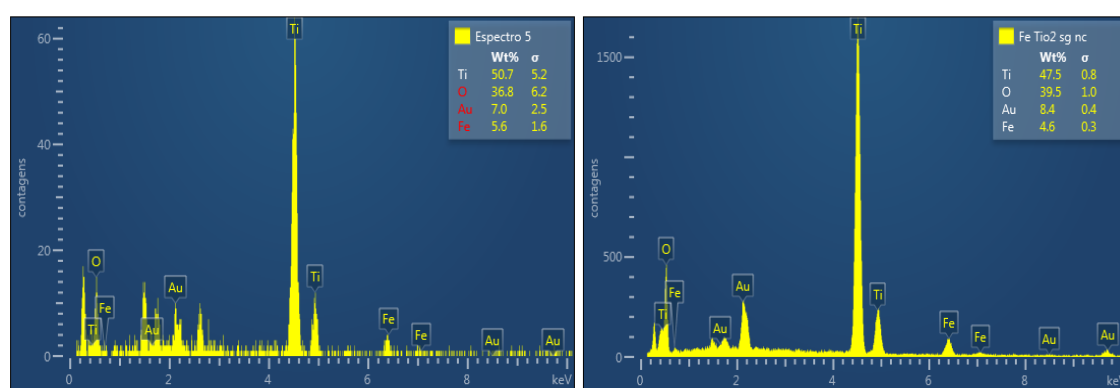 Ti
Espectro 5
Wt% σ
Ti 50.7 5.2
O 36.8 6.2
Au 7.0 2.5
Fe 5.6 1.6
60
40
20
0
contagens
O
Ti
Fe
Au
Au
Ti
Fe
Fe
Au
Au
0 2 4 6 8 keV
Ti
Fe Tio2 sg nc
Wt% σ
Ti 47.5 0.8
O 39.5 1.0
Au 8.4 0.4
Fe 4.6 0.3
1500
500
0
contagens
O
Ti
Fe
Au
Au
Ti
Fe
Fe
Au
Au
0 2 4 6 8 keV